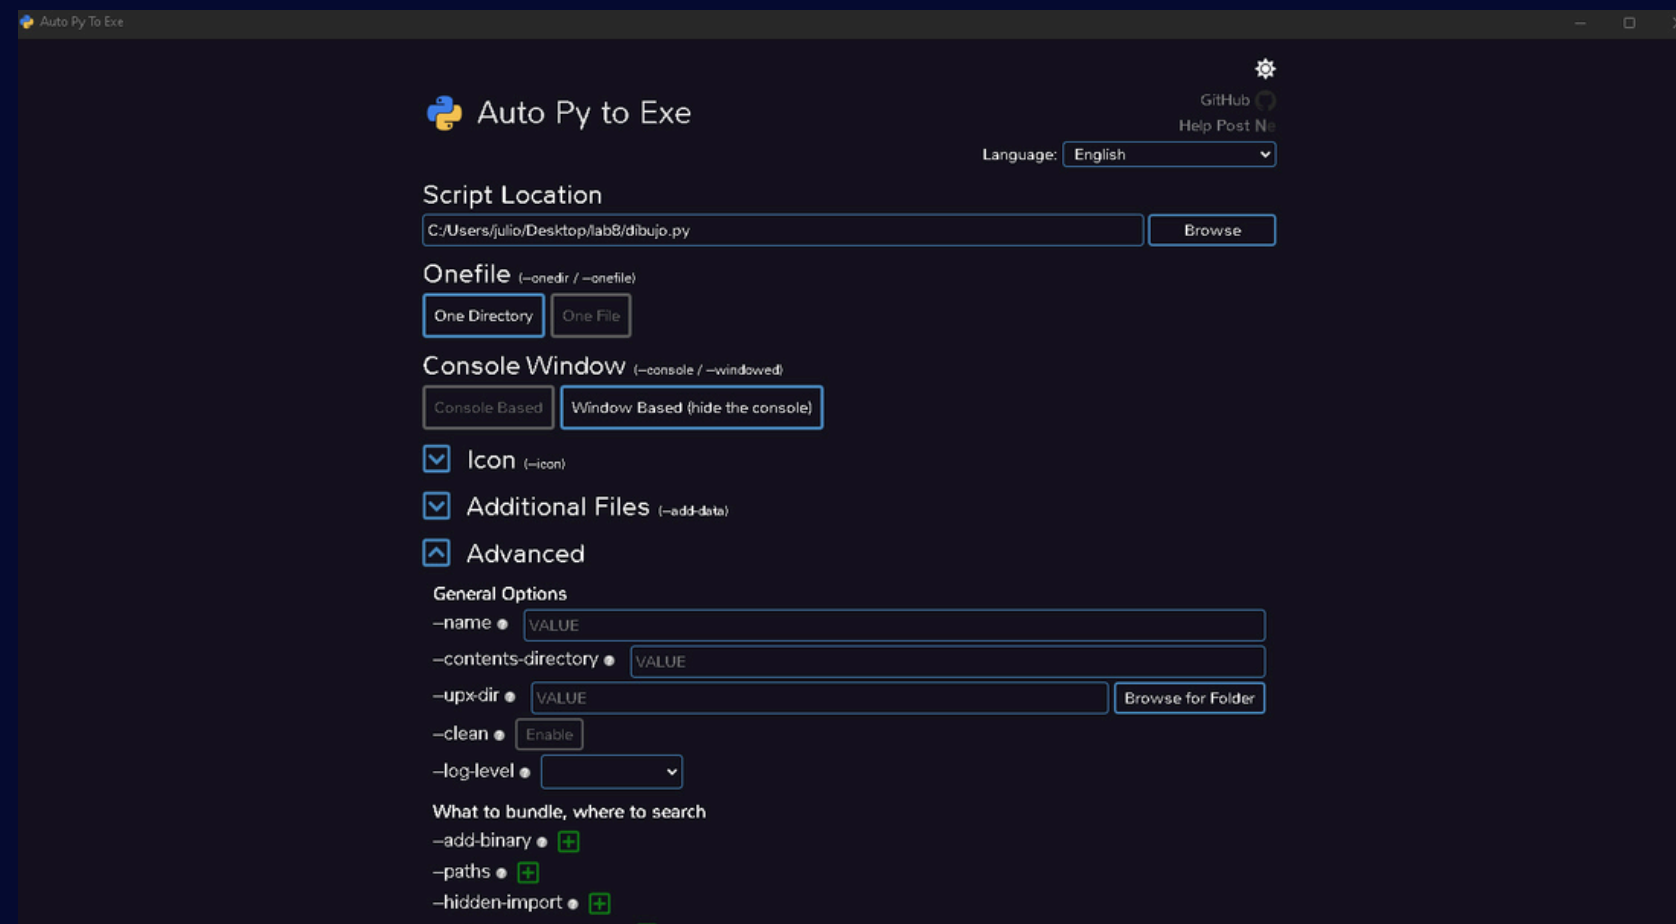 Auto Py To Exe
Auto Py to Exe
GitHub
Help Post
Language: English
Script Location
C:/Users/julio/Desktop/lab8/dibujo.py Browse
Onefile (--onedir / --onefile)
One Directory One File
Console Window (--console / --windowed)
Console Based Window Based (hide the console)
Icon (--icon)
Additional Files (--add-data)
Advanced
General Options
--name VALUE
--contents-directory VALUE
--upx-dir VALUE Browse for Folder
--clean Enable
--log-level
What to bundle, where to search
--add-binary
--paths
--hidden-import